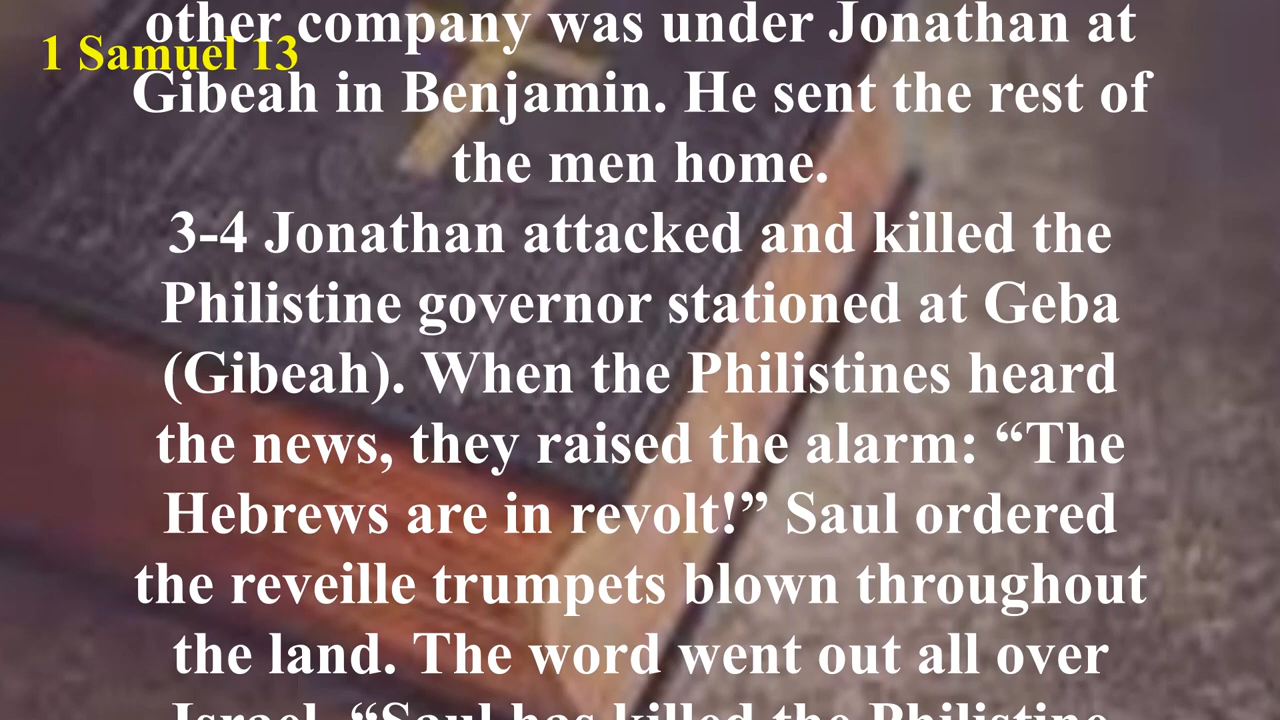 other company was under Jonathan at
1 Samuel 13
Gibeah in Benjamin. He sent the rest of
the men home.
3-4 Jonathan attacked and killed the
Philistine governor stationed at Geba
(Gibeah). When the Philistines heard
the news, they raised the alarm: “The
Hebrews are in revolt!” Saul ordered
the reveille trumpets blown throughout
the land. The word went out all over
Israel, “Saul has killed the Philistine